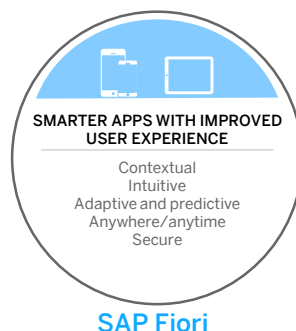 SMARTER APPS WITH IMPROVED
USER EXPERIENCE
Contextual
Intuitive
Adaptive and predictive
Anywhere/anytime
Secure
SAP Fiori